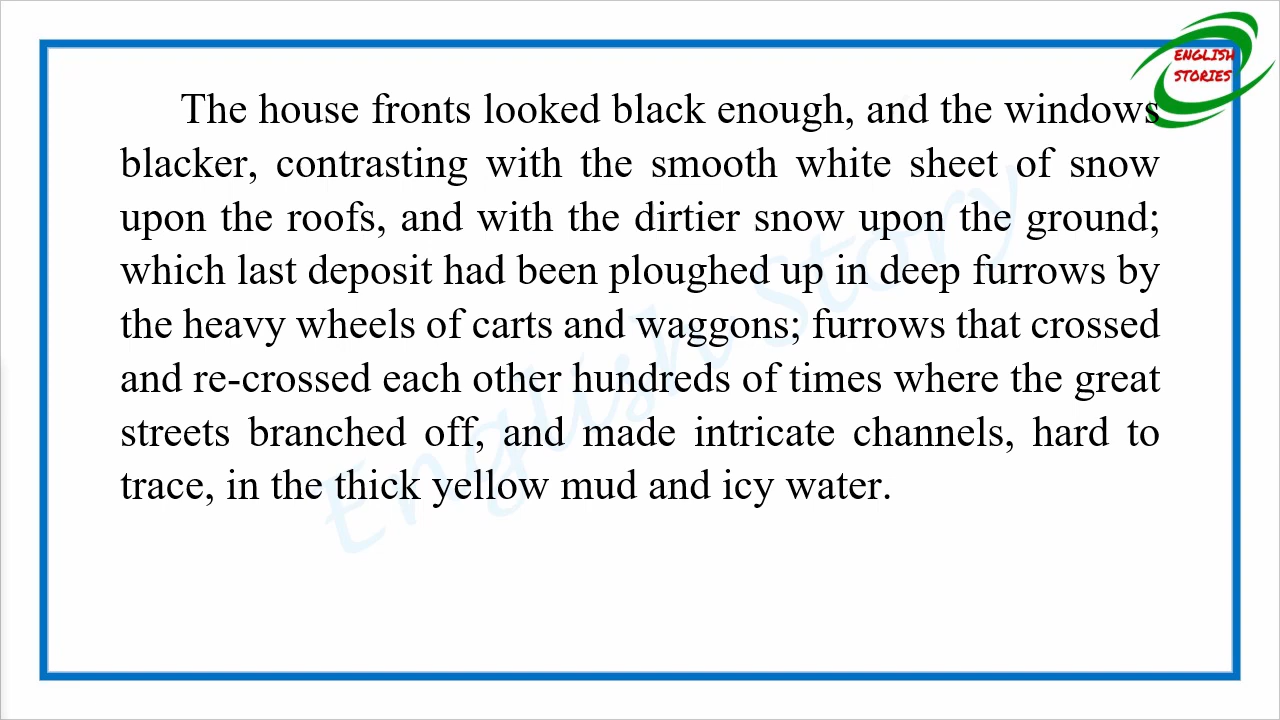 ENGLISH
STORIES
The house fronts looked black enough, and the windows
blacker, contrasting with the smooth white sheet of snow
upon the roofs, and with the dirtier snow upon the ground;
which last deposit had been ploughed up in deep furrows by
the heavy wheels of carts and waggons; furrows that crossed
and re-crossed each other hundreds of times where the great
streets branched off, and made intricate channels, hard to
trace, in the thick yellow mud and icy water.
English Story